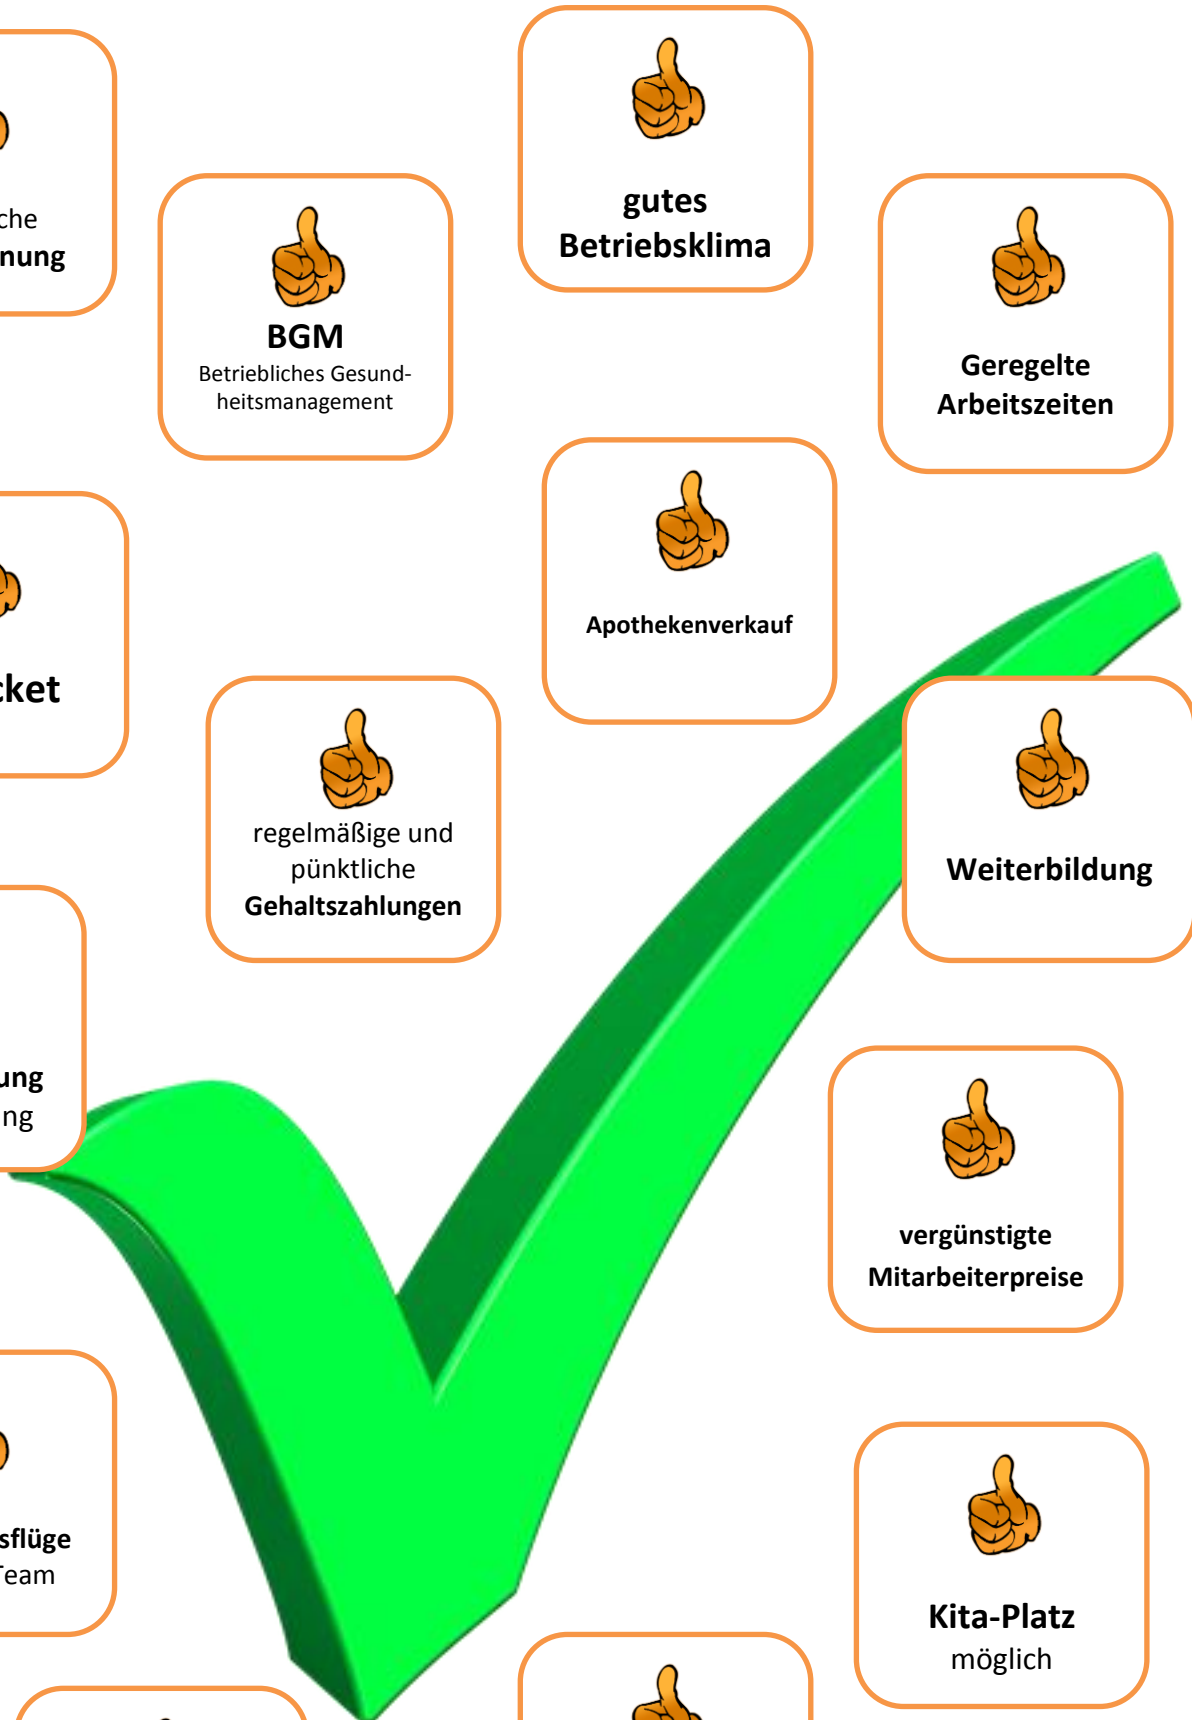 gutes
Betriebsklima
BGM
Betriebliches Gesund-
heitsmanagement
Geregelte
Arbeitszeiten
Apothekenverkauf
regelmäßige und
pünktliche
Gehaltszahlungen
Weiterbildung
vergünstigte
Mitarbeiterpreise
Team
Kita-Platz
möglich